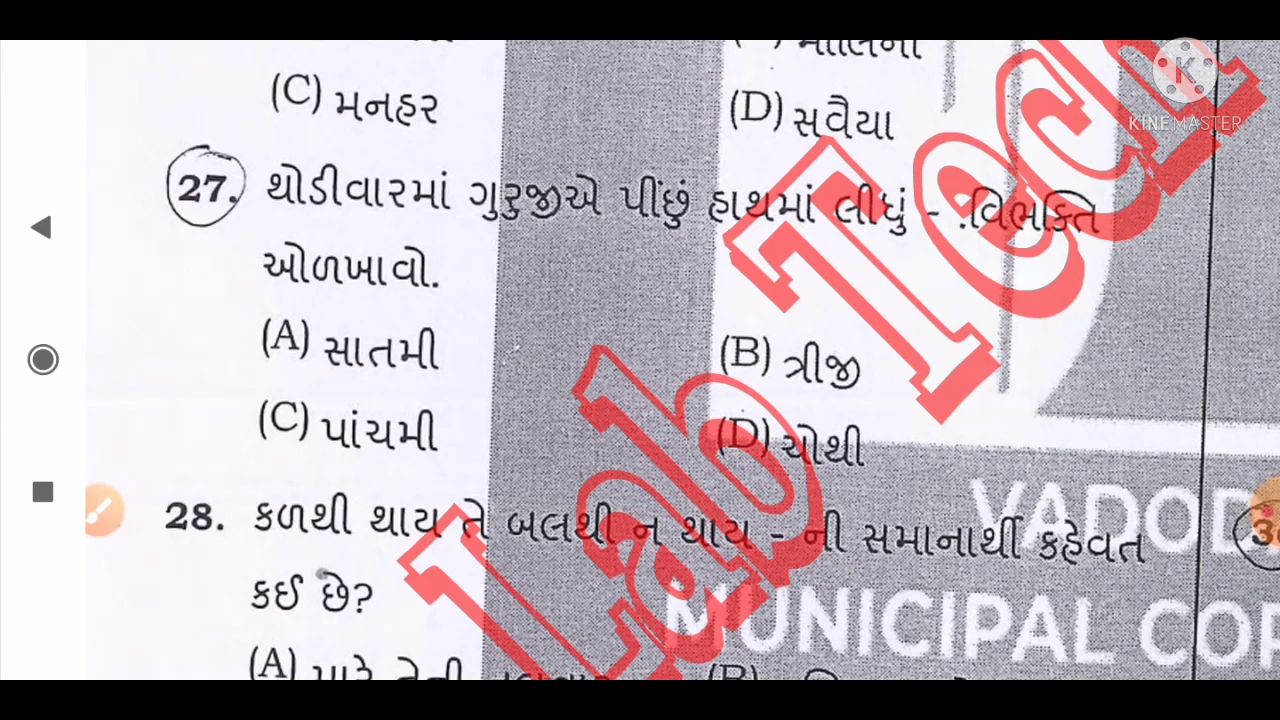 (C) મનહર
(D) સવૈયા
KINEMASTER
27. થોડીવારમાં ગુરુજીએ પીંછું હાથમાં લીધું - .વિભક્તિ
ઓળખાવો.
(A) સાતમી
(B) ત્રીજી
(C) પાંચમી
(D) ચોથી
28. કળથી થાય તે બલથી ન થાય - ની સમાનાર્થી કહેવત
કઈ છે?
(A)
(B)
VADOD
MUNICIPAL COR
Lab Tech